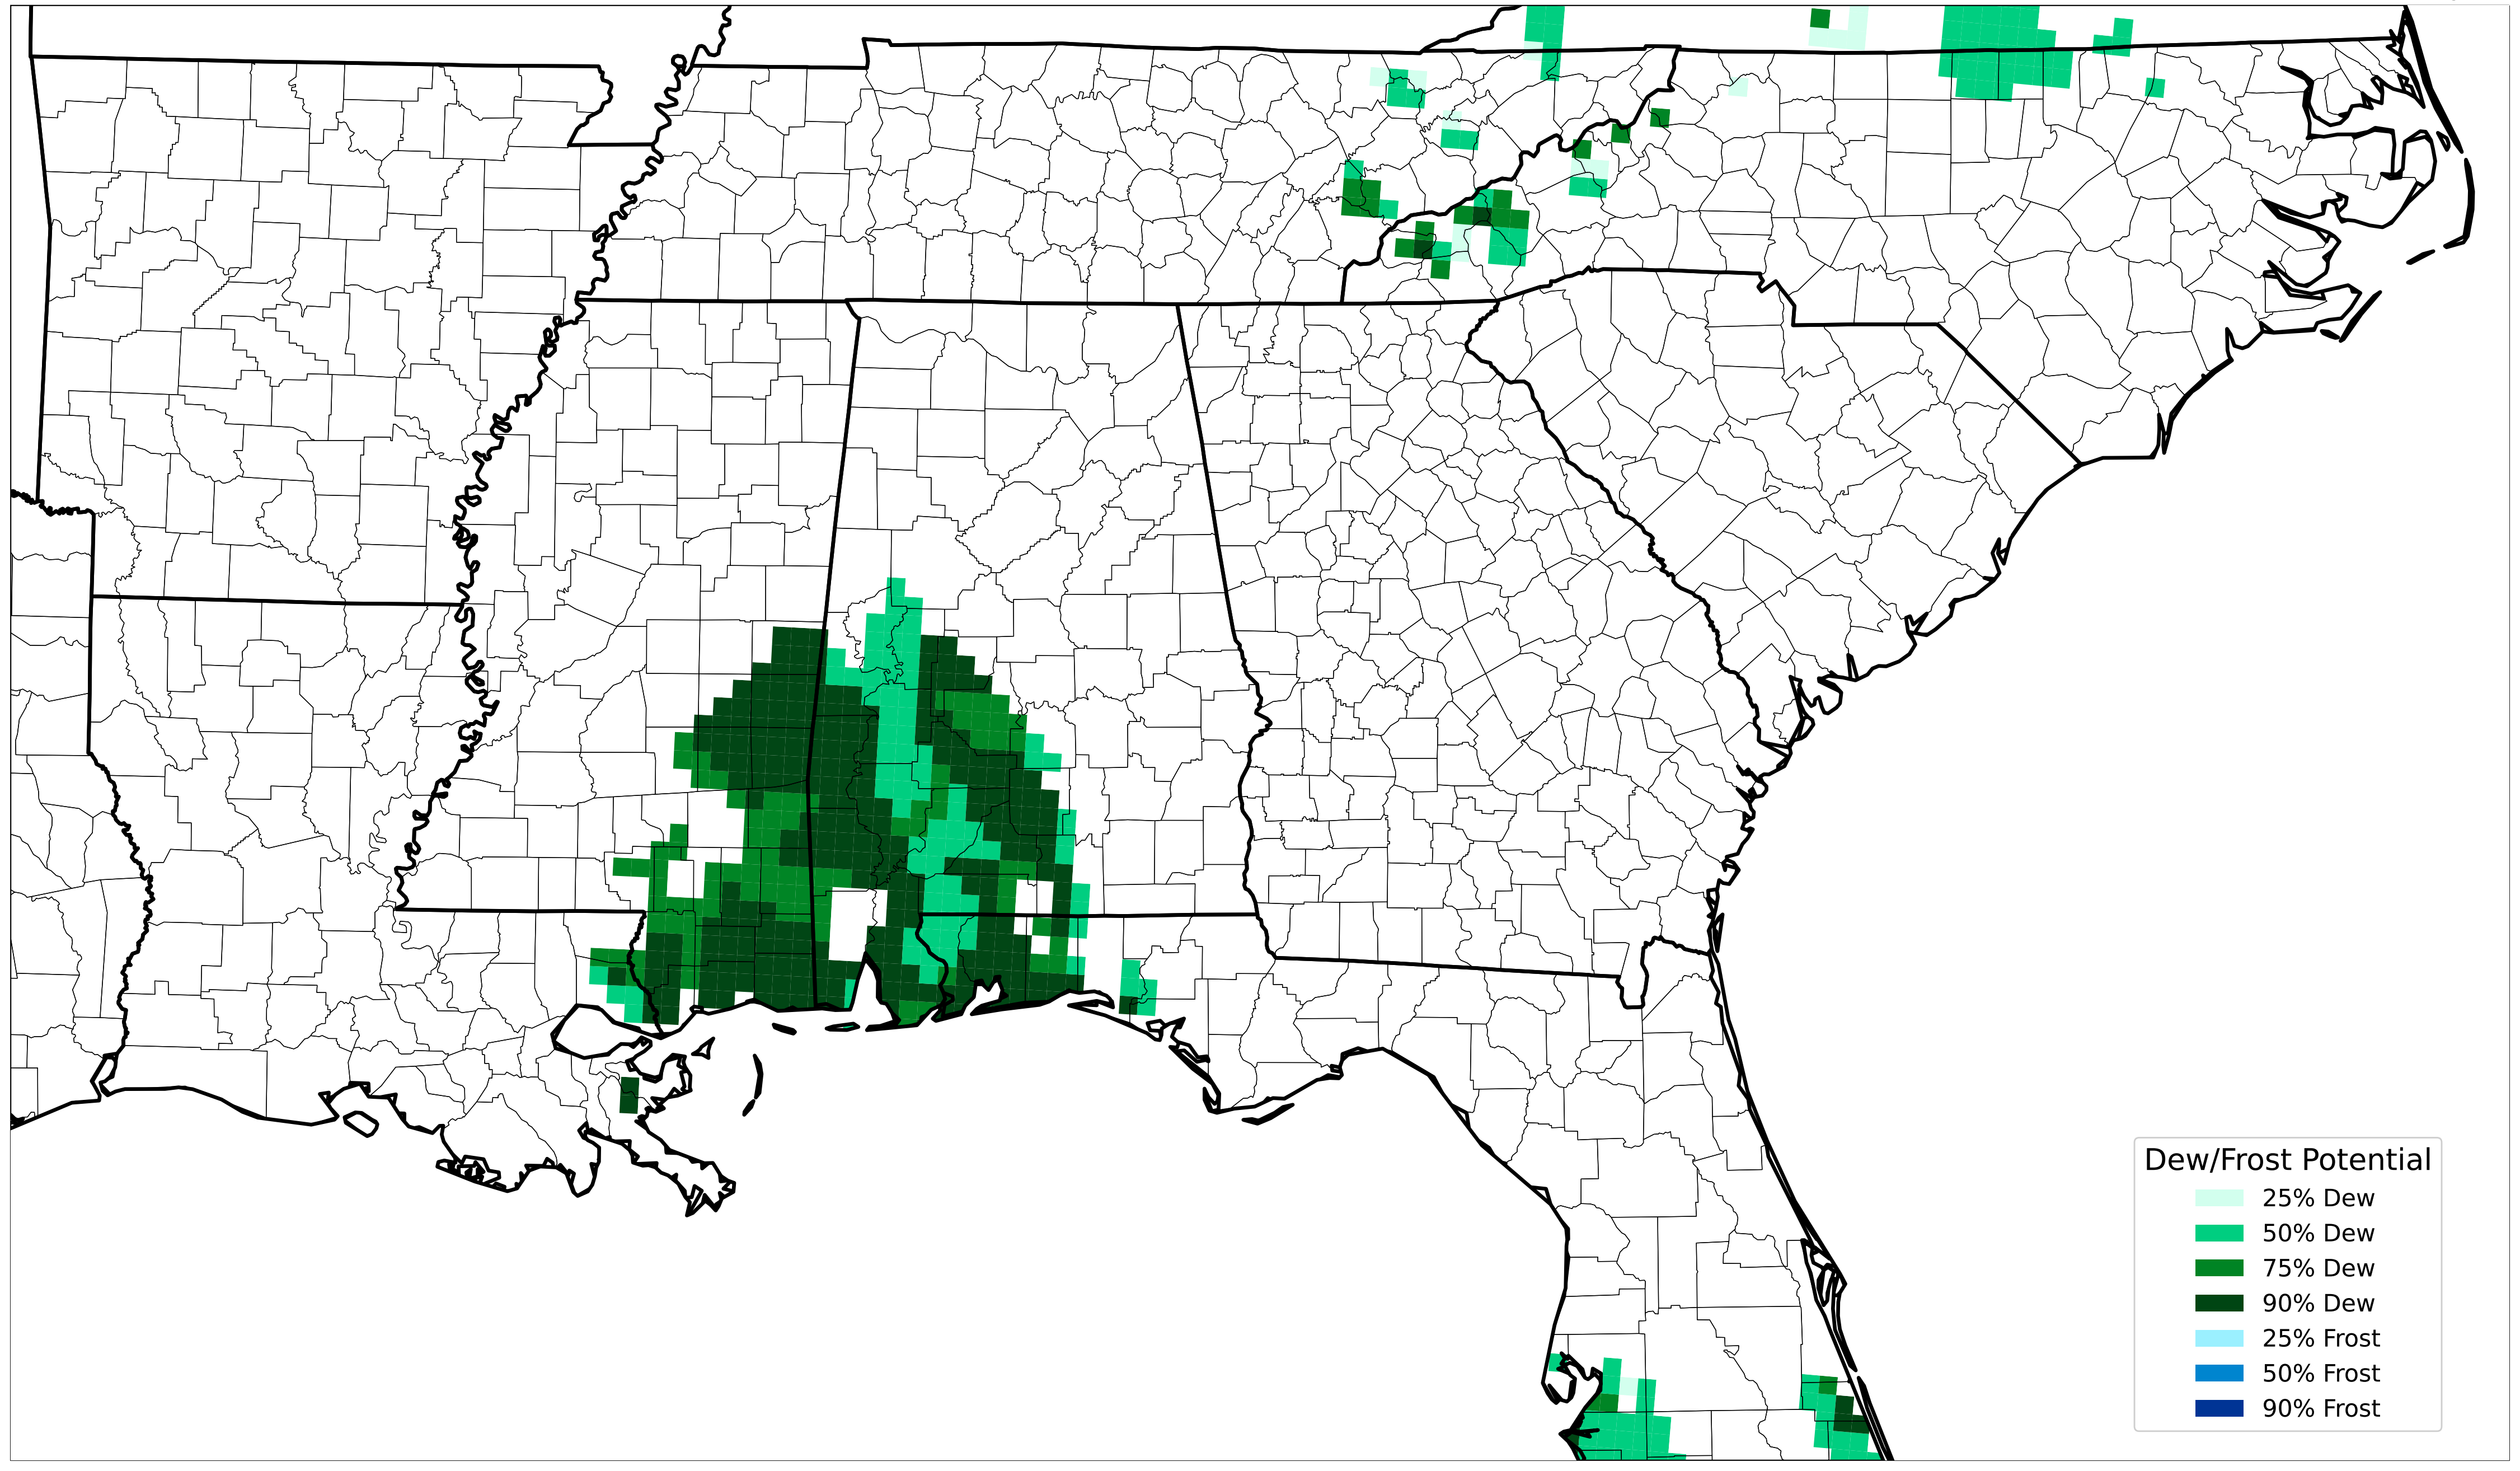 Dew/Frost Potential
25% Dew
50% Dew
75% Dew
90% Dew
25% Frost
50% Frost
90% Frost